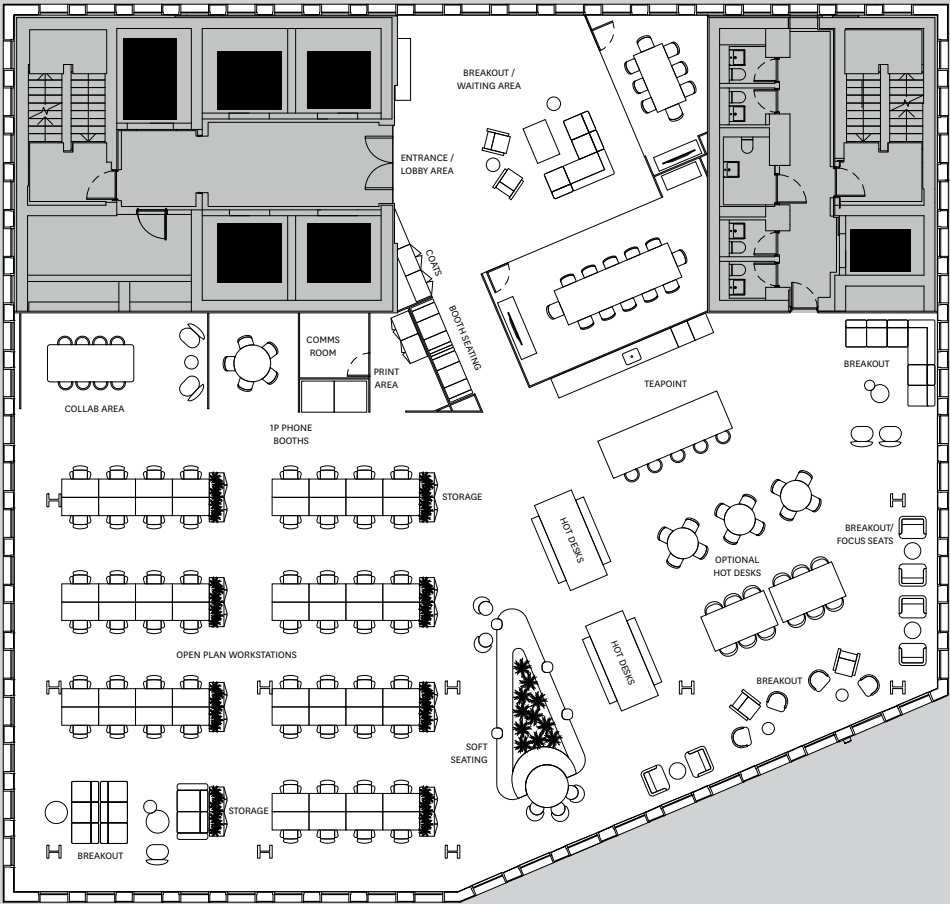 BREAKOUT /
WAITING AREA
ENTRANCE /
LOBBY AREA
COATS
BOOTH SEATING
COMMS
ROOM
PRINT
AREA
COLLAB AREA
1P PHONE
BOOTHS
TEAPOINT
BREAKOUT
STORAGE
HOT DESKS
BREAKOUT/
FOCUS SEATS
OPTIONAL
HOT DESKS
OPEN PLAN WORKSTATIONS
HOT DESKS
BREAKOUT
SOFT
SEATING
STORAGE
BREAKOUT